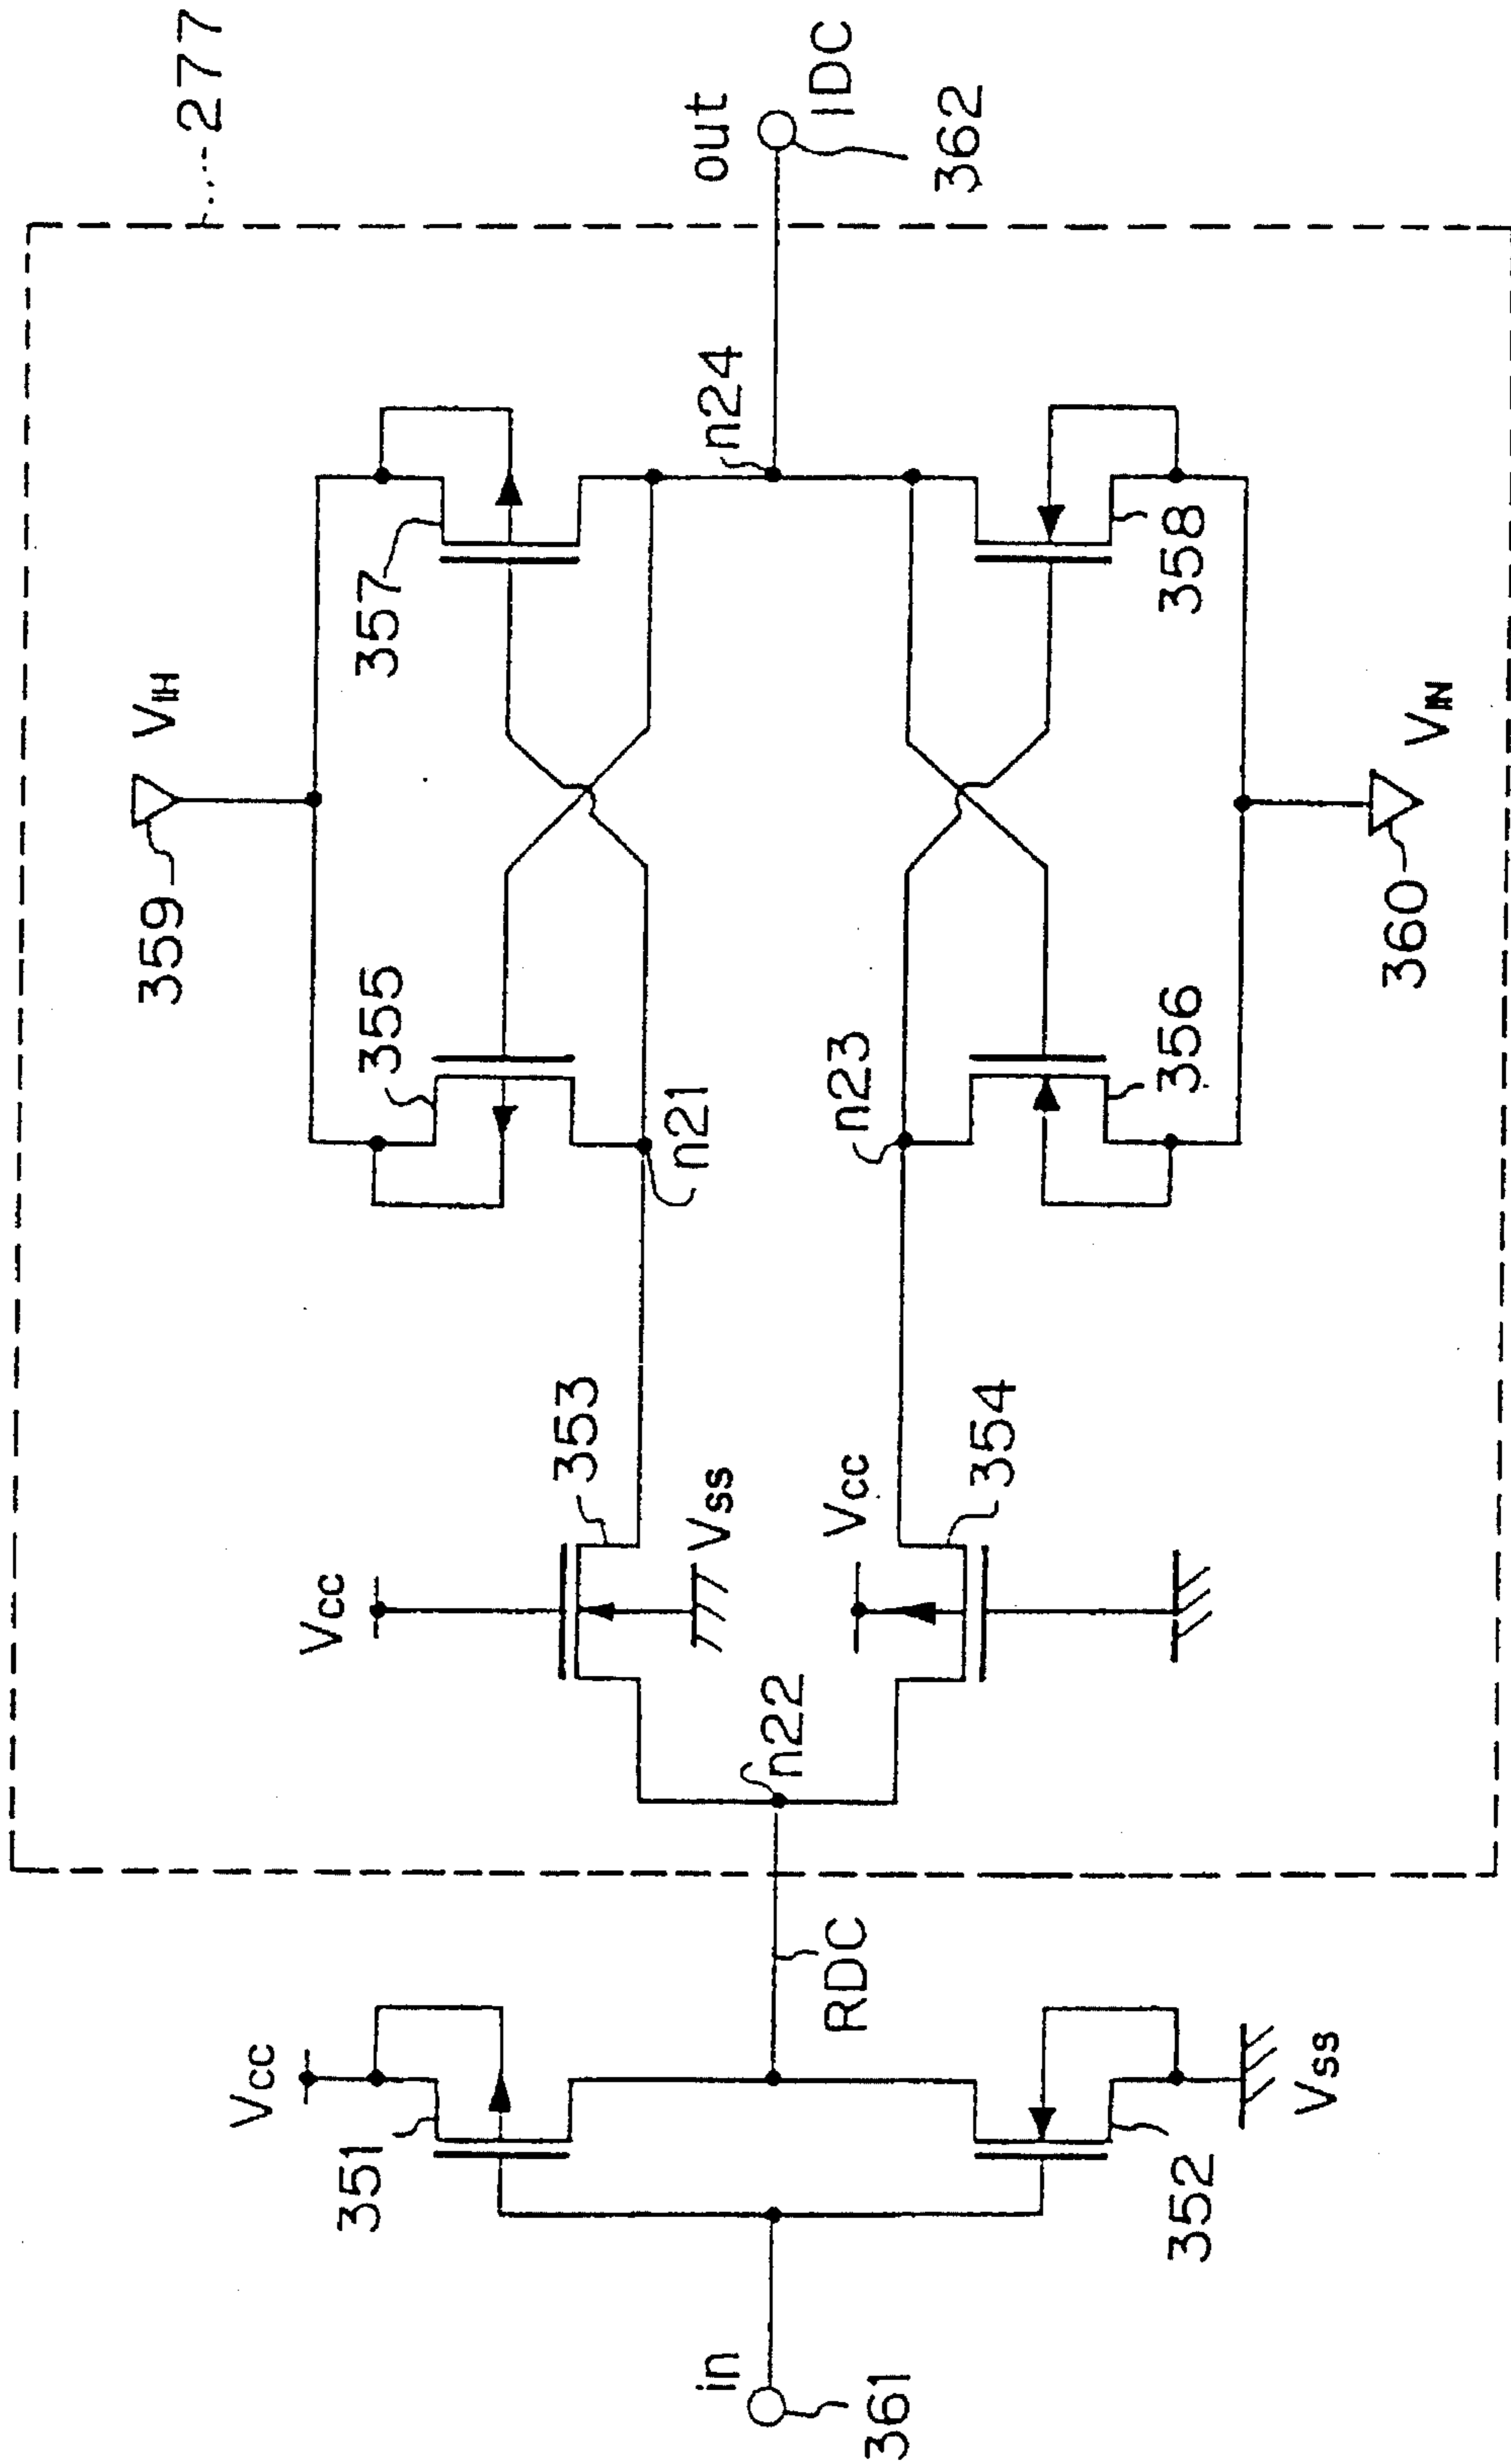 277
VIH
359
out
IDC
362
355
357
n24
n21
n23
356
358
360
VIN
Vcc
353
Vss
Vcc
354
n22
Vcc
351
RDC
in
361
352
Vss